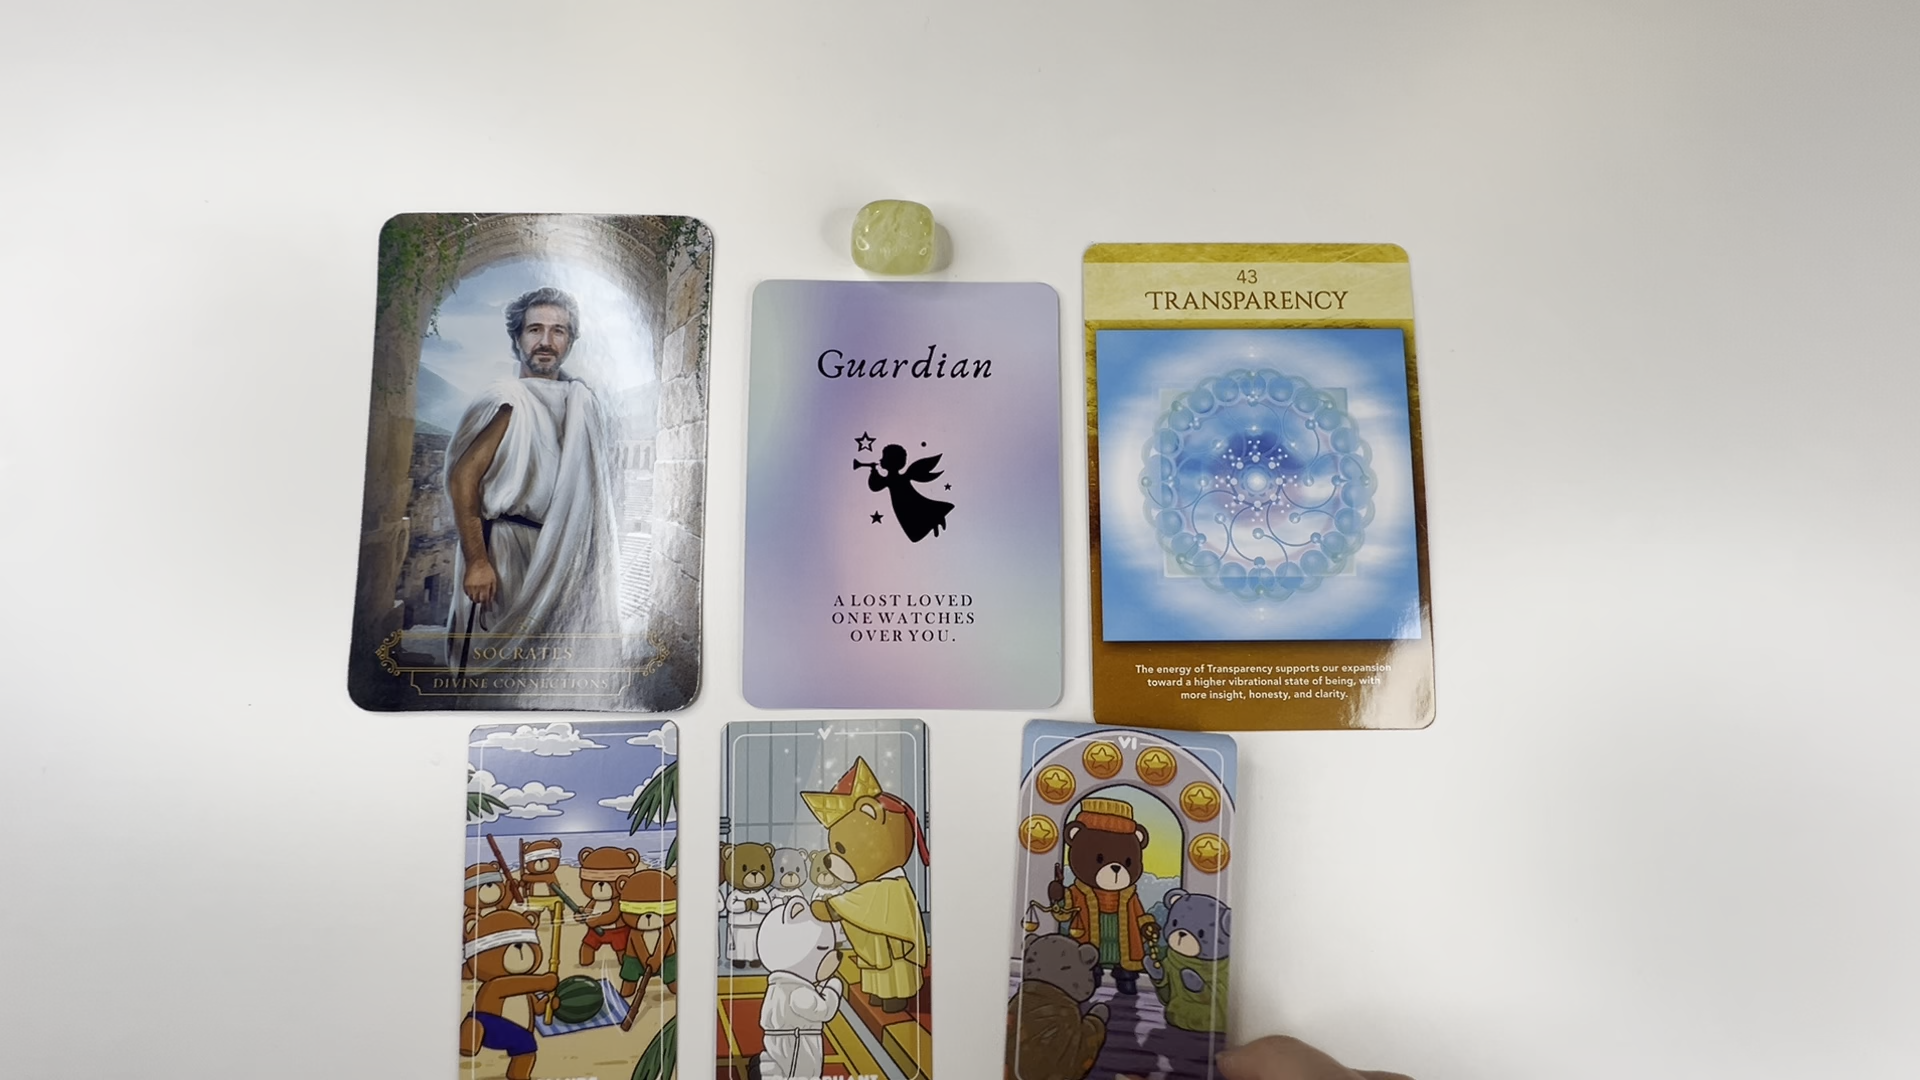 SOCRATES
DIVINE CONNECTIONS
Guardian
A LOST LOVED
ONE WATCHES
OVER YOU.
43
TRANSPARENCY
The energy of Transparency supports our expansion
toward a higher vibrational state of being, with
more insight, honesty, and clarity.
V
VI